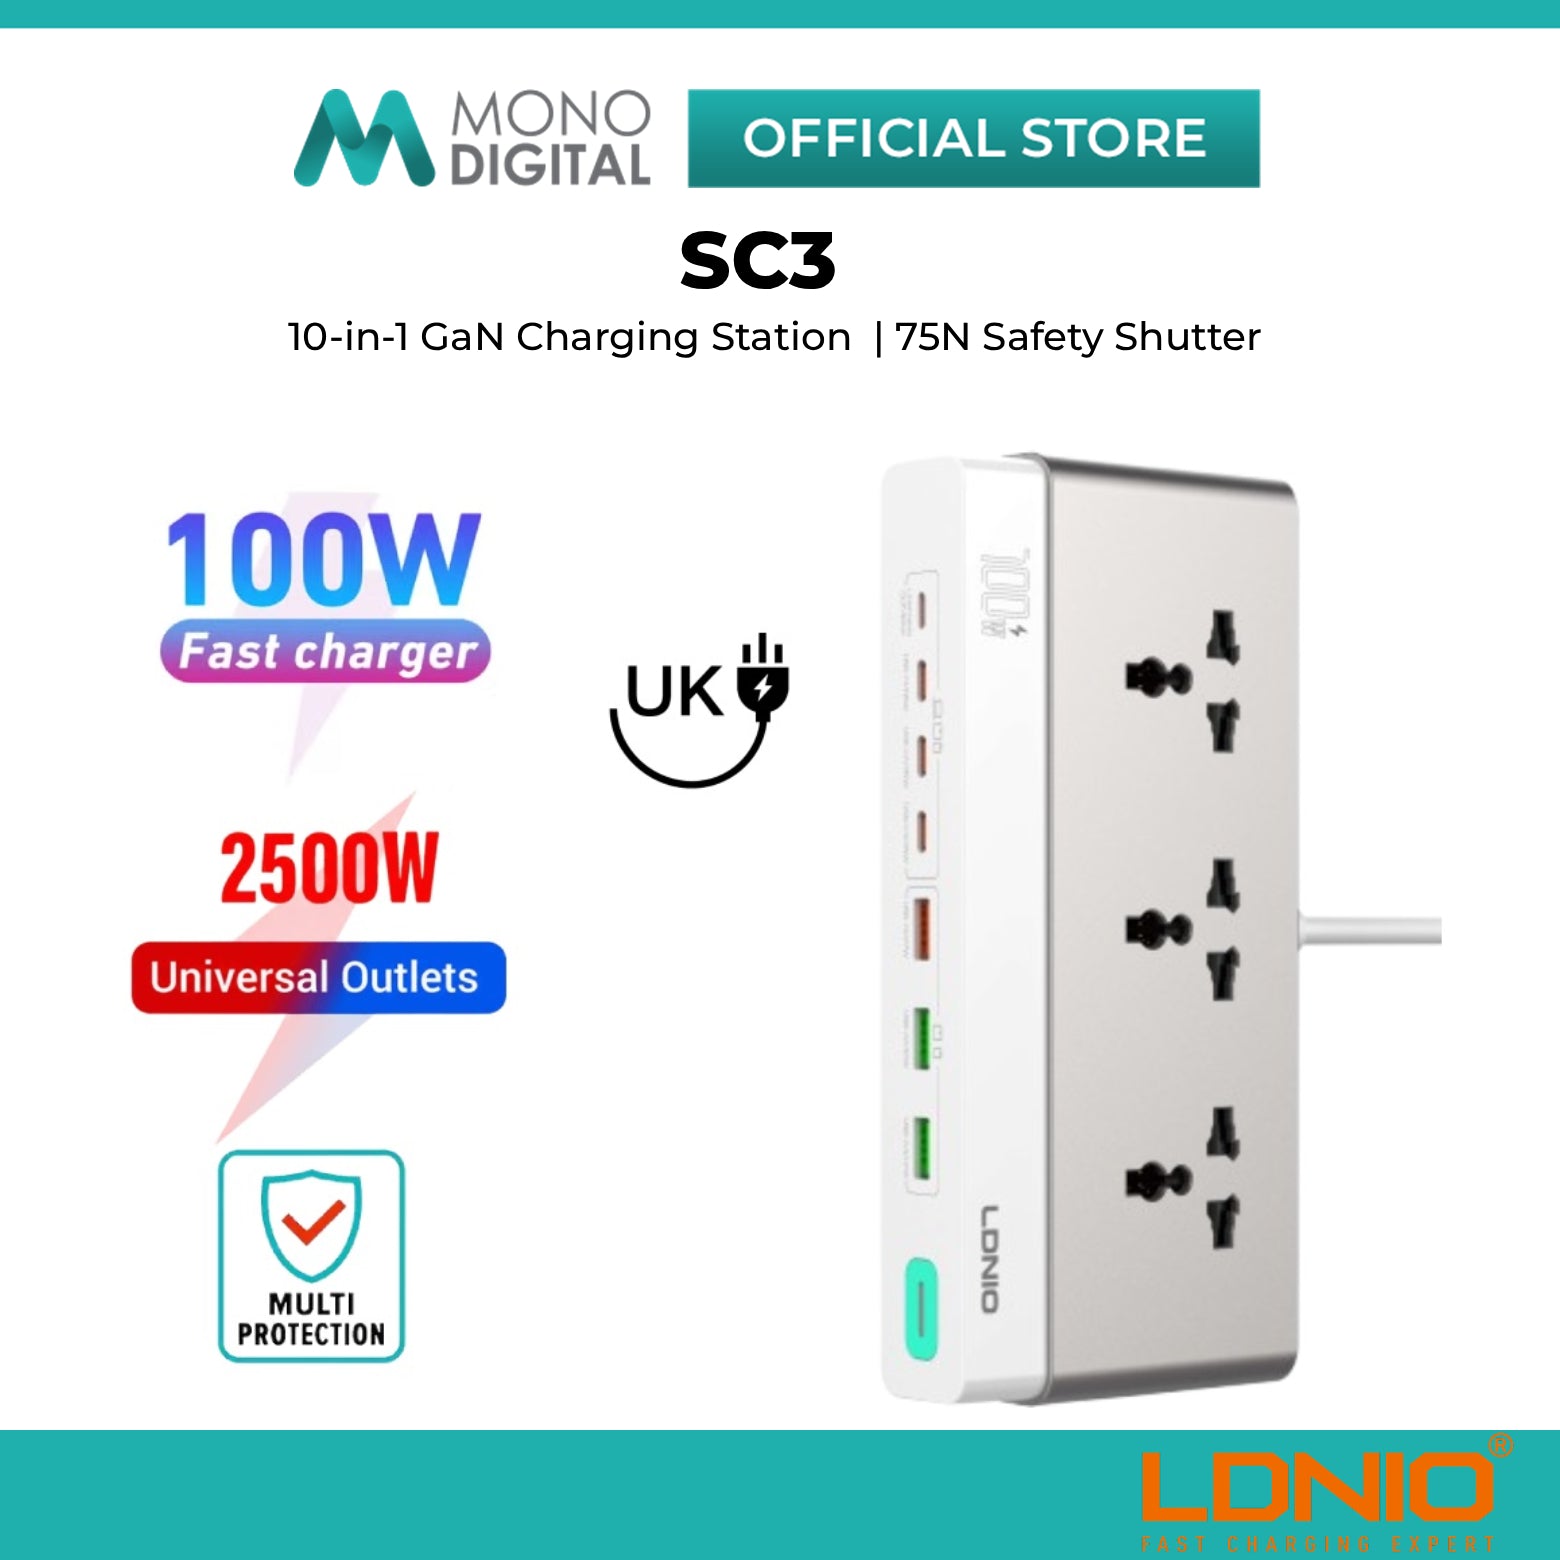 MONO
DIGITAL
OFFICIAL STORE
SC3
10-in-1 GaN Charging Station | 75N Safety Shutter
100W
Fast charger
UK
2500W
Universal Outlets
MULTI
PROTECTION
100W
LDNIO
LDNIO®
FAST CHARGING EXPERT